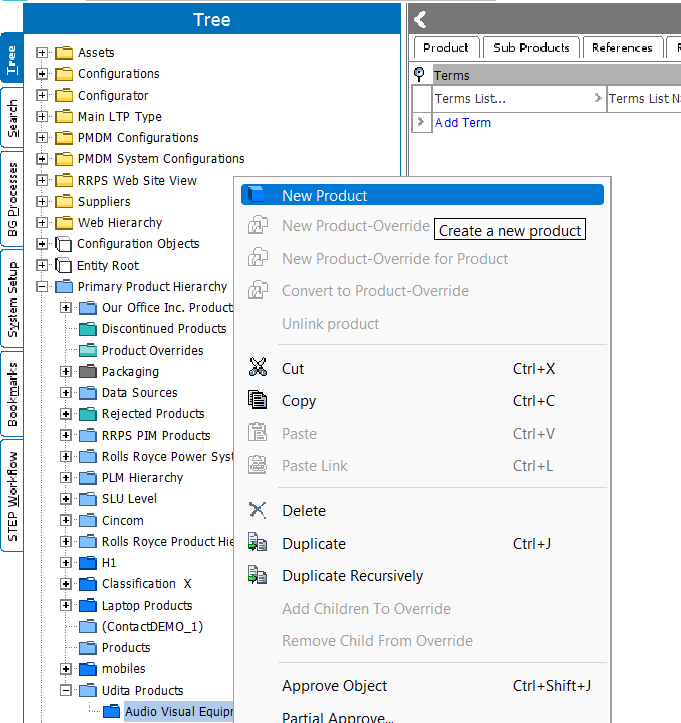 Tree
Tree
Search
BG Processes
System Setup
Bookmarks
STEP Workflow
Assets
Configurations
Configurator
Main LTP Type
PMDM Configurations
PMDM System Configurations
RRPS Web Site View
Suppliers
Web Hierarchy
Configuration Objects
Entity Root
Primary Product Hierarchy
Our Office Inc. Product
Discontinued Products
Product Overrides
Packaging
Data Sources
Rejected Products
RRPS PIM Products
Rolls Royce Power Syst
PLM Hierarchy
SLU Level
Cincom
Rolls Royce Product Hie
H1
Classification X
Laptop Products
(ContactDEMO_1)
Products
mobiles
Udita Products
Audio Visual Equipr
Product
Sub Products
References
Terms
Terms List...
> Terms List N
> Add Term
New Product
New Product-Override
Create a new product
New Product-Override for Product
Convert to Product-Override
Unlink product
Cut Ctrl+X
Copy Ctrl+C
Paste Ctrl+V
Paste Link Ctrl+L
Delete
Duplicate Ctrl+J
Duplicate Recursively
Add Children To Override
Remove Child From Override
Approve Object Ctrl+Shift+J
Partial Approve...